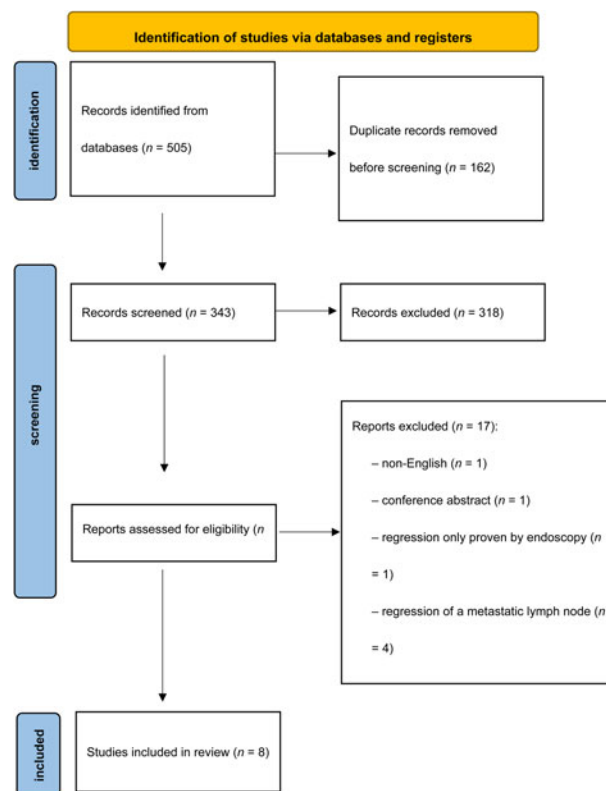 Identification of studies via databases and registers
identification
Records identified from
databases (n = 505)
Duplicate records removed
before screening (n = 162)
screening
Records screened (n = 343)
Records excluded (n = 318)
Reports assessed for eligibility (n
Reports excluded (n = 17):
– non-English (n = 1)
– conference abstract (n = 1)
– regression only proven by endoscopy (n
= 1)
– regression of a metastatic lymph node (n
= 4)
included
Studies included in review (n = 8)